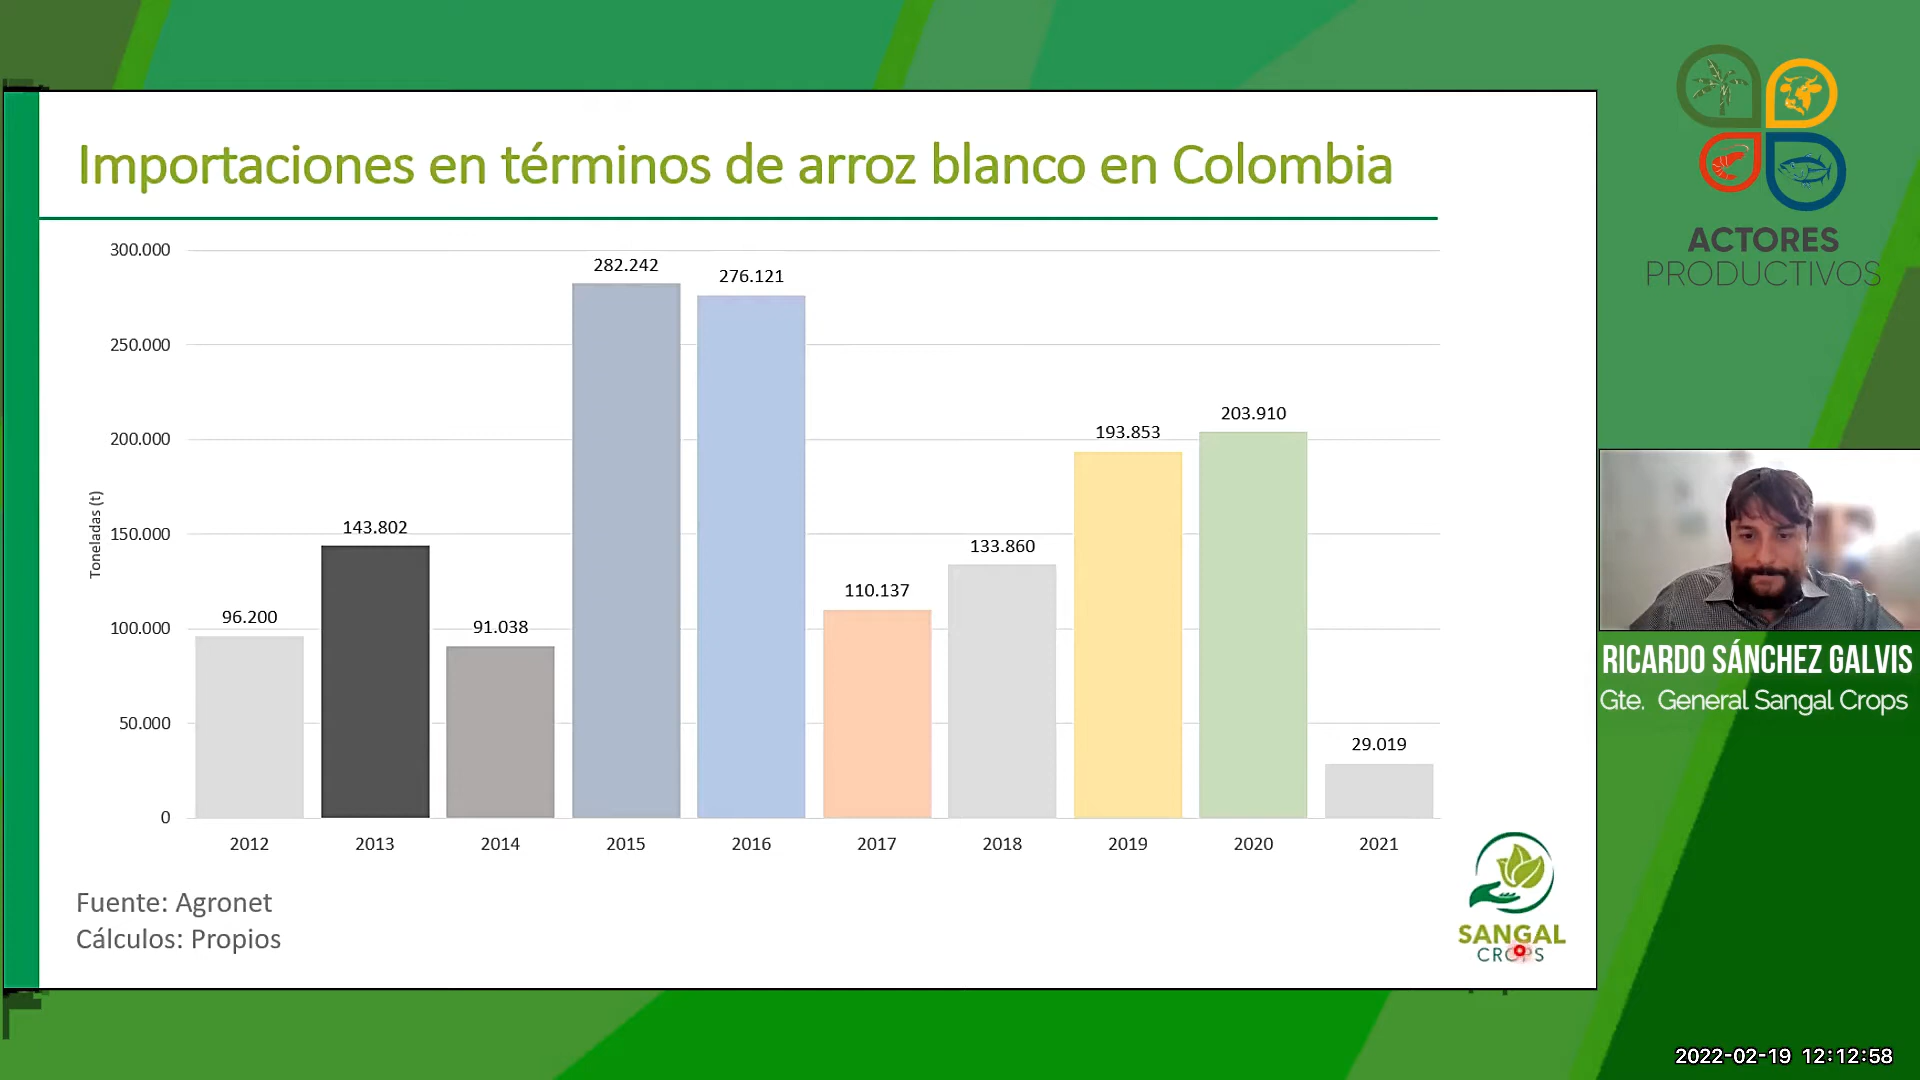 Importaciones en términos de arroz blanco en Colombia
ACTORES
PRODUCTIVOS
Toneladas (t)
300.000
250.000
200.000
150.000
100.000
50.000
0
96.200
143.802
91.038
282.242
276.121
110.137
133.860
193.853
203.910
29.019
2012 2013 2014 2015 2016 2017 2018 2019 2020 2021
Fuente: Agronet
Cálculos: Propios
SANGAL
CROPS
RICARDO SÁNCHEZ GALVIS
Gte. General Sangal Crops
2022-02-19 12:12:58